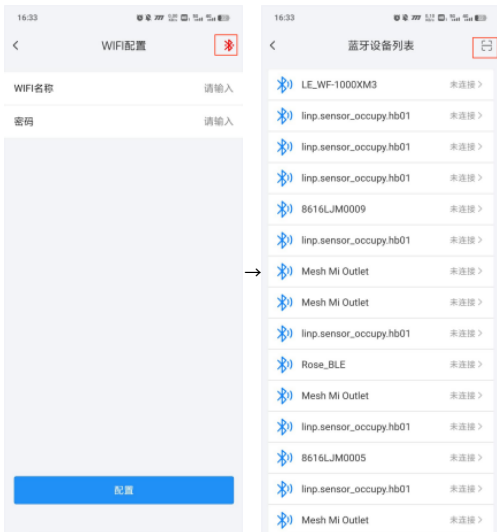 16:33
WIFI配置
WIFI名称 请输入
密码 请输入
配置
→
16:33
蓝牙设备列表
LE_WF-1000XM3 未连接
linp.sensor_occupy.hb01 未连接
linp.sensor_occupy.hb01 未连接
linp.sensor_occupy.hb01 未连接
8616LJM0009 未连接
linp.sensor_occupy.hb01 未连接
Mesh Mi Outlet 未连接
Mesh Mi Outlet 未连接
linp.sensor_occupy.hb01 未连接
Rose_BLE 未连接
Mesh Mi Outlet 未连接
linp.sensor_occupy.hb01 未连接
8616LJM0005 未连接
linp.sensor_occupy.hb01 未连接
Mesh Mi Outlet 未连接